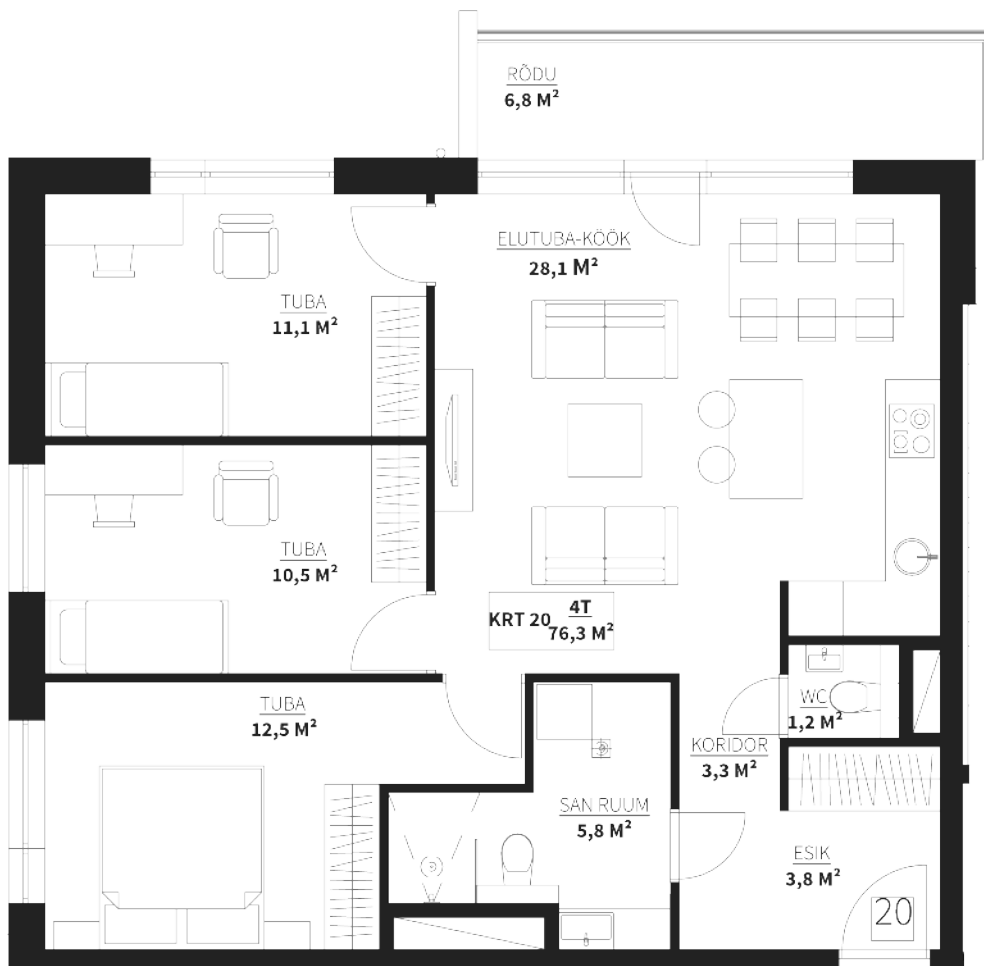 RÕDU
6,8 M²
ELUTUBA-KÖÖK
28,1 M²
TUBA
11,1 M²
TUBA
10,5 M²
KRT 20 4T
76,3 M²
TUBA
12,5 M²
WC
1,2 M²
KORIDOR
3,3 M²
SAN RUUM
5,8 M²
ESIK
3,8 M²
20